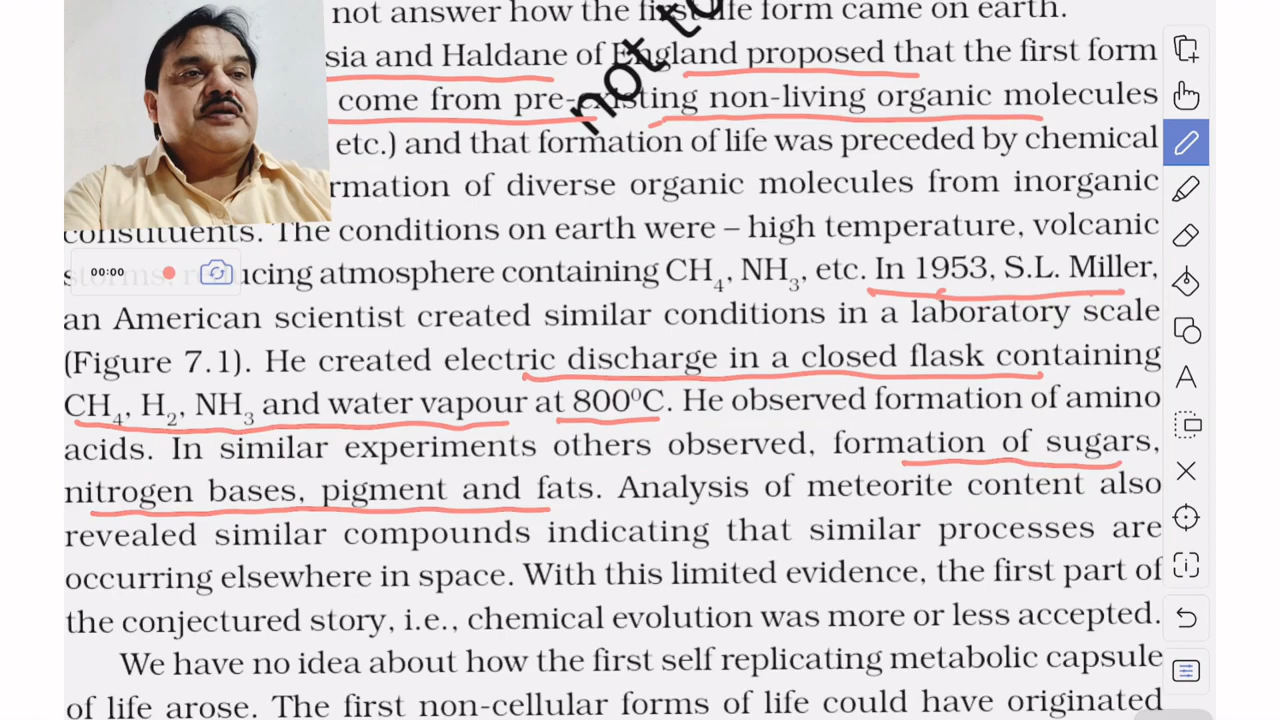 not answer how the first life form came on earth.
sia and Haldane of England proposed that the first form
come from pre-existing non-living organic molecules
not to
etc.) and that formation of life was preceded by chemical
rmation of diverse organic molecules from inorganic
constituents. The conditions on earth were – high temperature, volcanic
storms, reducing atmosphere containing CH₄, NH₃, etc. In 1953, S.L. Miller,
00:00
an American scientist created similar conditions in a laboratory scale
(Figure 7.1). He created electric discharge in a closed flask containing
CH₄, H₂, NH₃ and water vapour at 800⁰C. He observed formation of amino
acids. In similar experiments others observed, formation of sugars,
nitrogen bases, pigment and fats. Analysis of meteorite content also
revealed similar compounds indicating that similar processes are
occurring elsewhere in space. With this limited evidence, the first part of
the conjectured story, i.e., chemical evolution was more or less accepted.
We have no idea about how the first self replicating metabolic capsule
of life arose. The first non-cellular forms of life could have originated